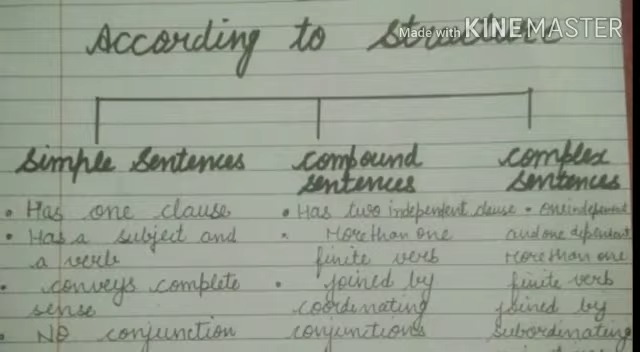 According to structure
Made with KINEMASTER
Simple Sentences
• Has one clause
• Has a subject and
a verb
• conveys complete
sense
• No conjunction
compound
sentences
• Has two independent clause
• More than one
finite verb
• joined by
coordinating
conjunctions
complex
sentences
• one independent
and one dependent
More than one
finite verb
joined by
subordinating